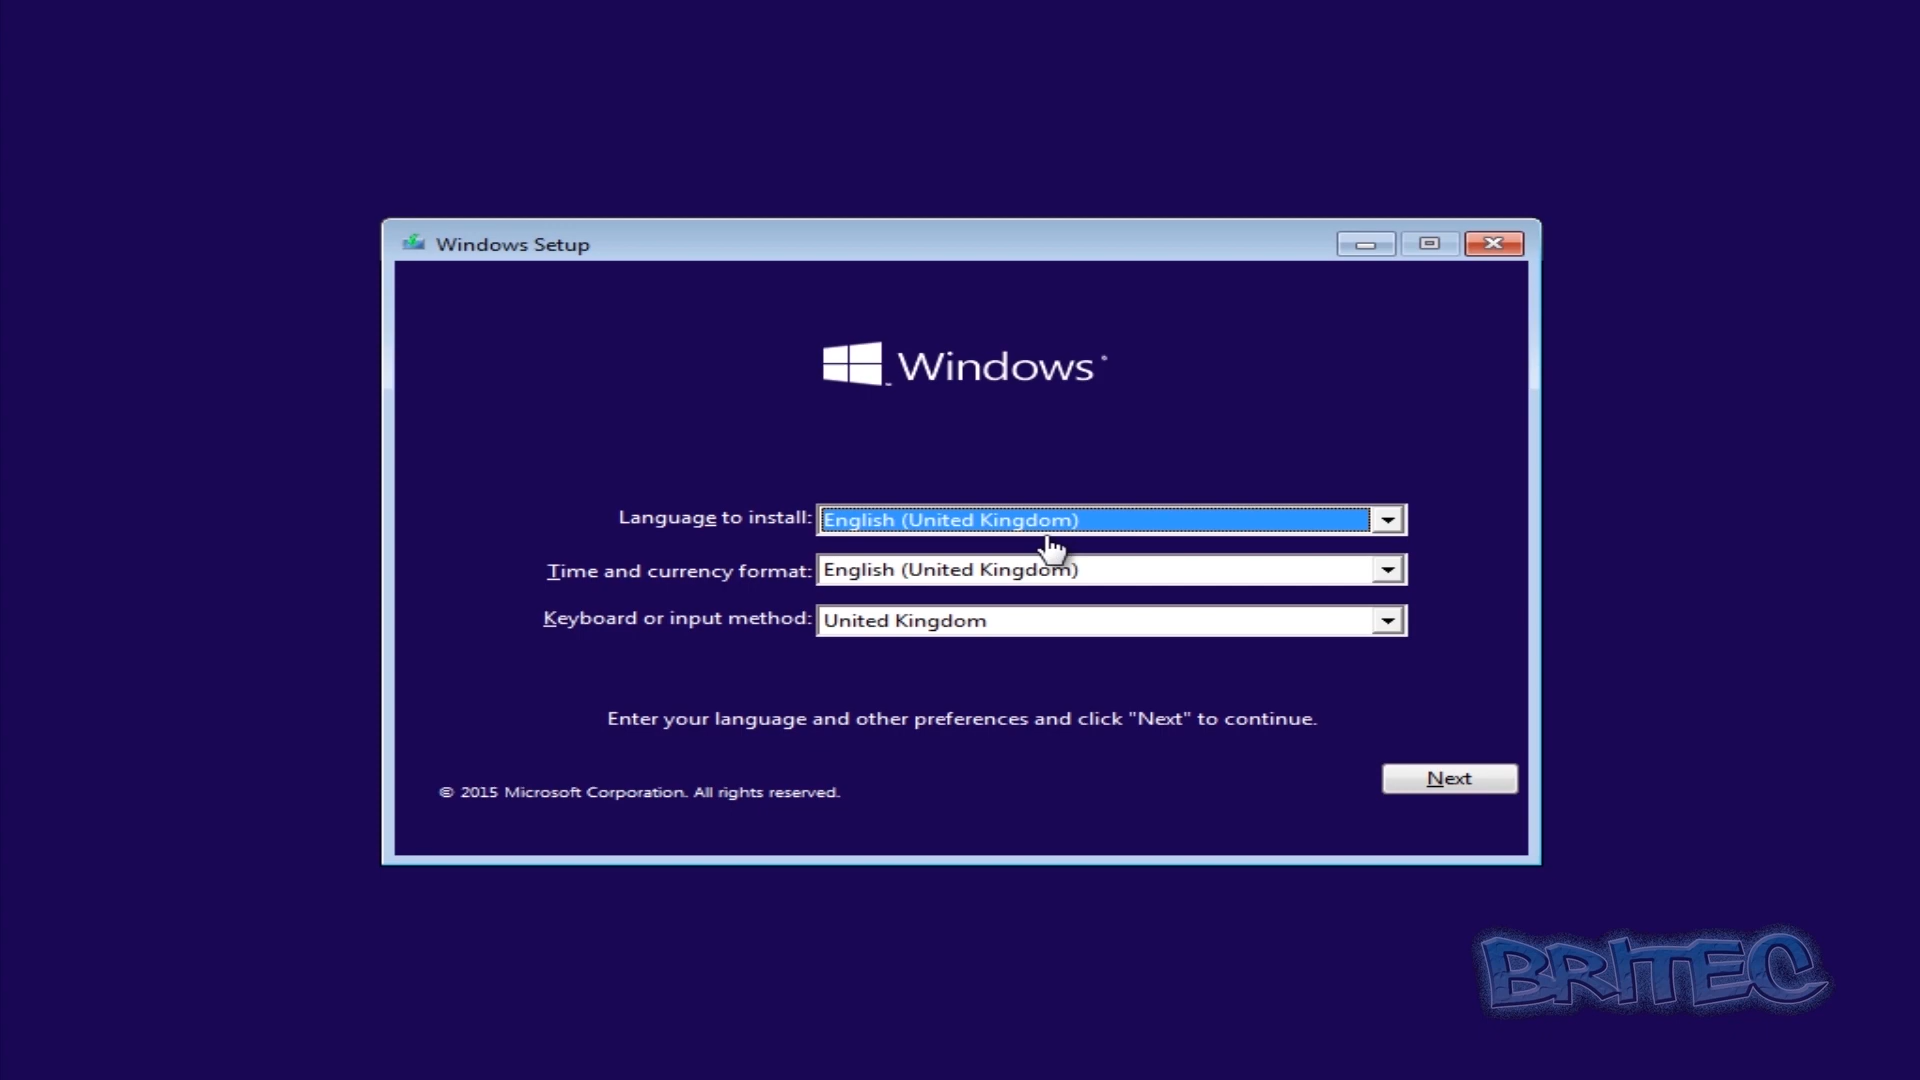 Windows Setup
Windows
Language to install: English (United Kingdom)
Time and currency format: English (United Kingdom)
Keyboard or input method: United Kingdom
Enter your language and other preferences and click "Next" to continue.
Next
© 2015 Microsoft Corporation. All rights reserved.
BRITEC